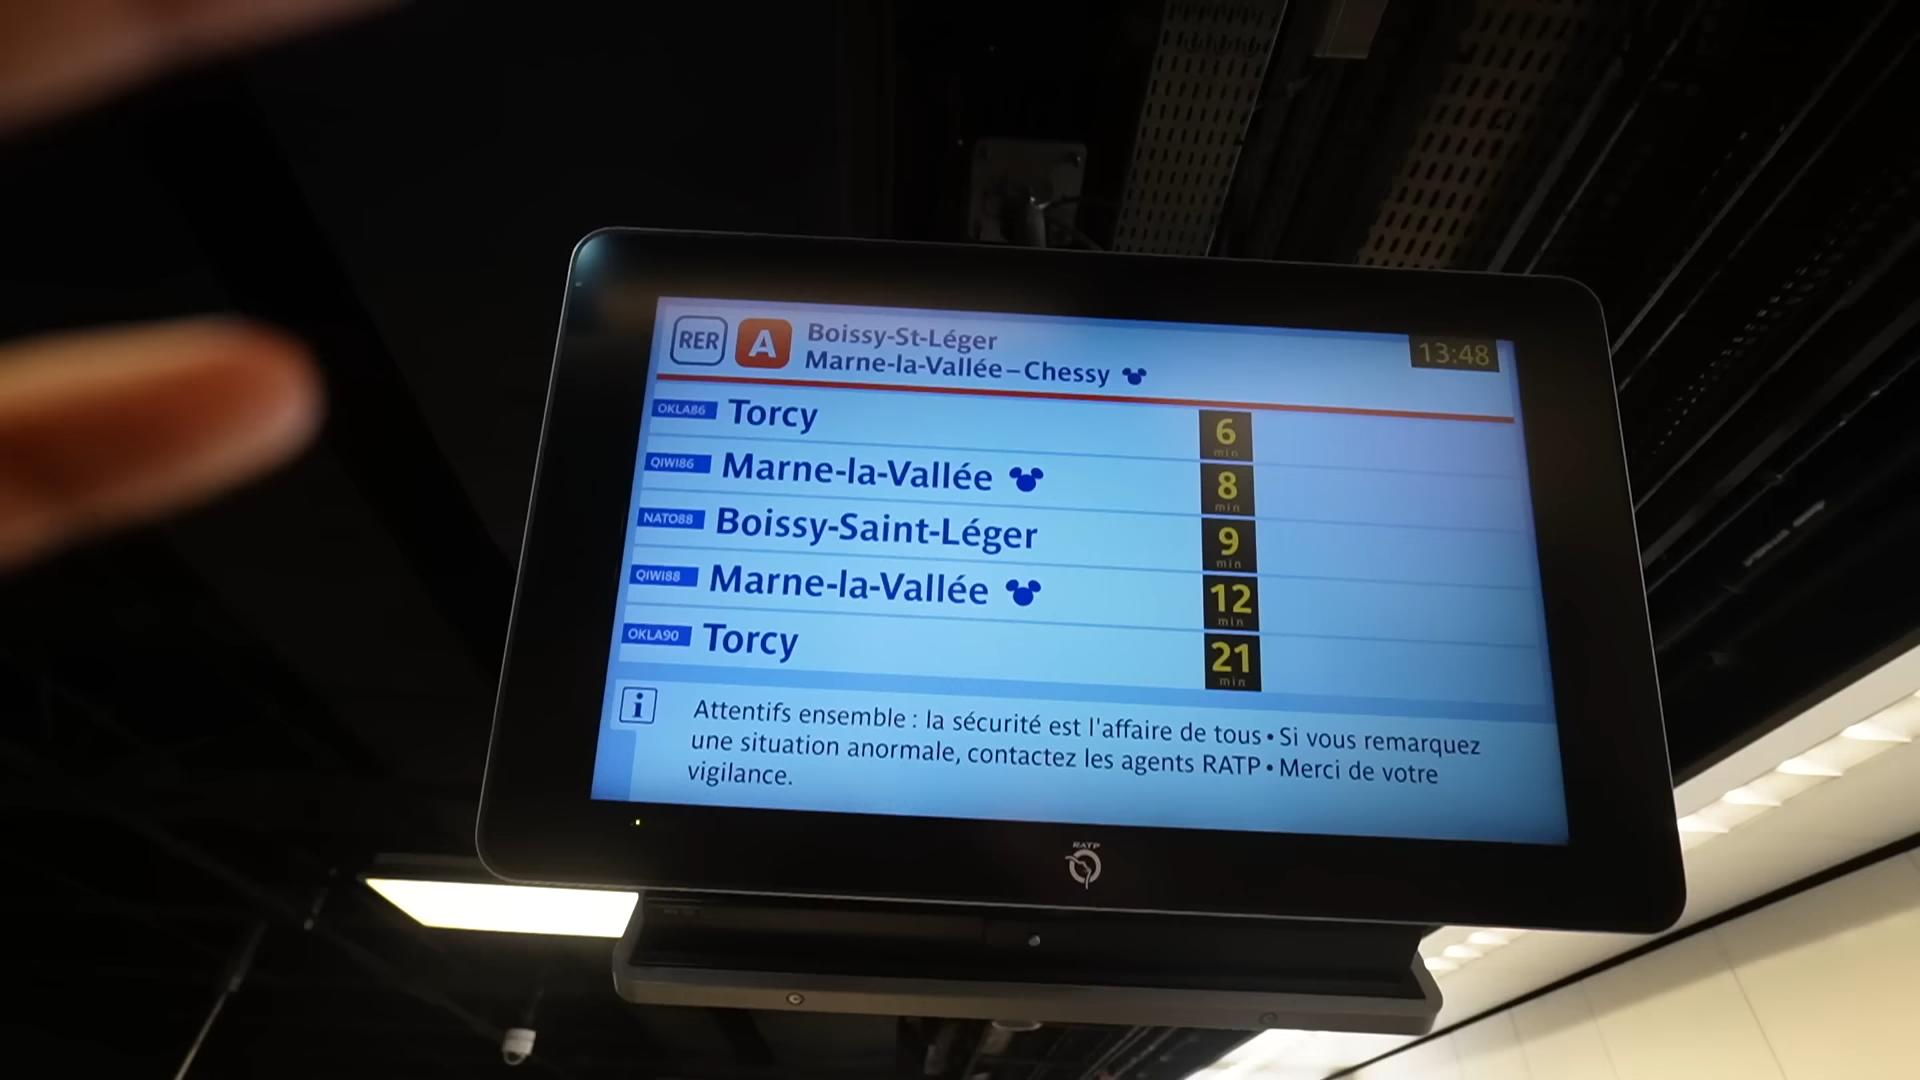 RER A Boissy-St-Léger
Marne-la-Vallée–Chessy
13:48
OKLA86 Torcy 6 min
QIWI86 Marne-la-Vallée 8 min
NATO88 Boissy-Saint-Léger 9 min
QIWI88 Marne-la-Vallée 12 min
OKLA90 Torcy 21 min
i Attentifs ensemble : la sécurité est l'affaire de tous • Si vous remarquez
une situation anormale, contactez les agents RATP • Merci de votre
vigilance.
RATP